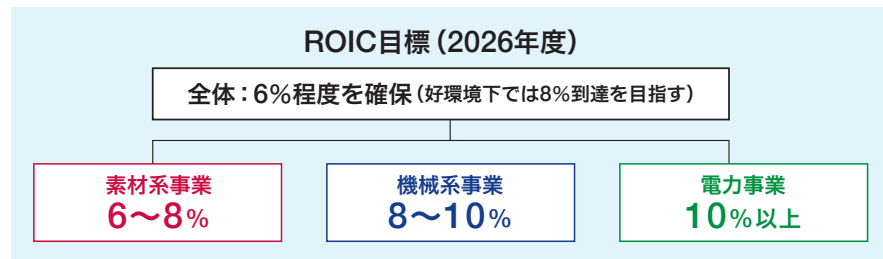 ROIC目標（2026年度）
全体：6%程度を確保（好環境下では8%到達を目指す）
素材系事業
6～8%
機械系事業
8～10%
電力事業
10%以上